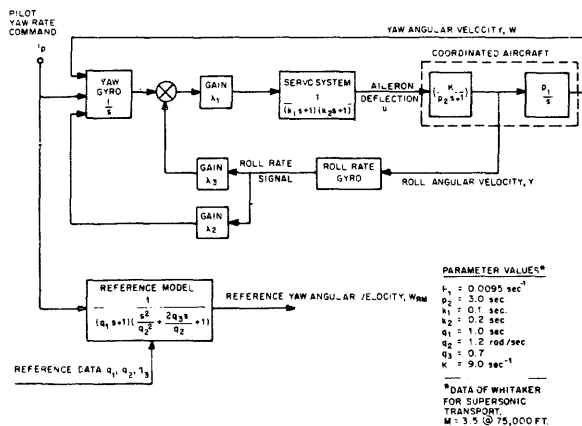 PILOT
YAW RATE
COMMAND
YAW ANGULAR VELOCITY, W
COORDINATED AIRCRAFT
YAW
GYRO
1
s
GAIN
λ1
SERVO SYSTEM
1
(k1s+1)(k2s+1)
AILERON
DEFLECTION
u
K
(p2s+1)
p1
s
GAIN
λ3
ROLL RATE
SIGNAL
ROLL RATE
GYRO
ROLL ANGULAR VELOCITY, Y
GAIN
λ2
REFERENCE MODEL
1
(q1s+1)(s²/q2²+2q3s/q2+1)
REFERENCE YAW ANGULAR VELOCITY, WRM
REFERENCE DATA q1, q2, q3
PARAMETER VALUES*
P1 = 0.0095 sec-1
p2 = 3.0 sec.
k1 = 0.1 sec.
k2 = 0.2 sec
q1 = 1.0 sec
q2 = 1.2 rad/sec.
q3 = 0.7
K = 9.0 sec-1
*DATA OF WHITAKER
FOR SUPERSONIC
TRANSPORT,
M = 3.5 @ 75,000 FT.